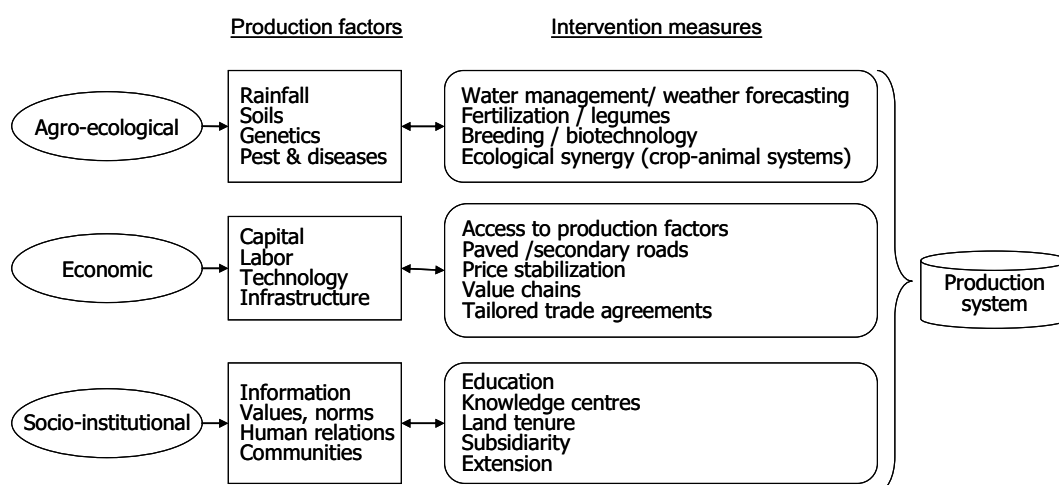 Production factors
Intervention measures
Agro-ecological
Rainfall
Soils
Genetics
Pest & diseases
Water management/ weather forecasting
Fertilization / legumes
Breeding / biotechnology
Ecological synergy (crop-animal systems)
Economic
Capital
Labor
Technology
Infrastructure
Access to production factors
Paved /secondary roads
Price stabilization
Value chains
Tailored trade agreements
Socio-institutional
Information
Values, norms
Human relations
Communities
Education
Knowledge centres
Land tenure
Subsidiarity
Extension
Production
system